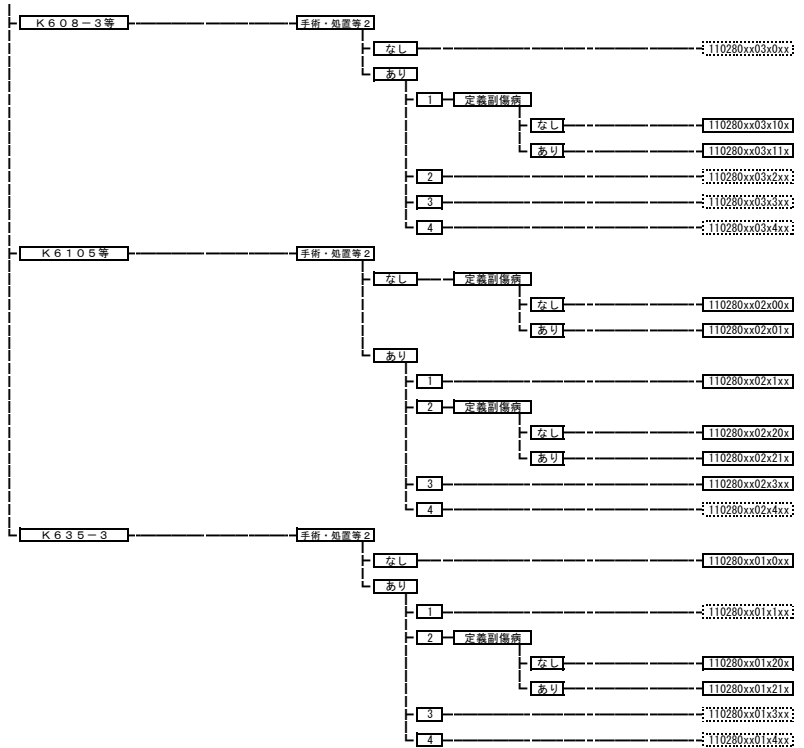 K608-3等 手術・処置等2
なし 110280xx03x0xx
あり
1 定義副傷病
なし 110280xx03x10x
あり 110280xx03x11x
2 110280xx03x2xx
3 110280xx03x3xx
4 110280xx03x4xx
K6105等 手術・処置等2
なし 定義副傷病
なし 110280xx02x00x
あり 110280xx02x01x
あり
1 110280xx02x1xx
2 定義副傷病
なし 110280xx02x20x
あり 110280xx02x21x
3 110280xx02x3xx
4 110280xx02x4xx
K635-3 手術・処置等2
なし 110280xx01x0xx
あり
1 110280xx01x1xx
2 定義副傷病
なし 110280xx01x20x
あり 110280xx01x21x
3 110280xx01x3xx
4 110280xx01x4xx